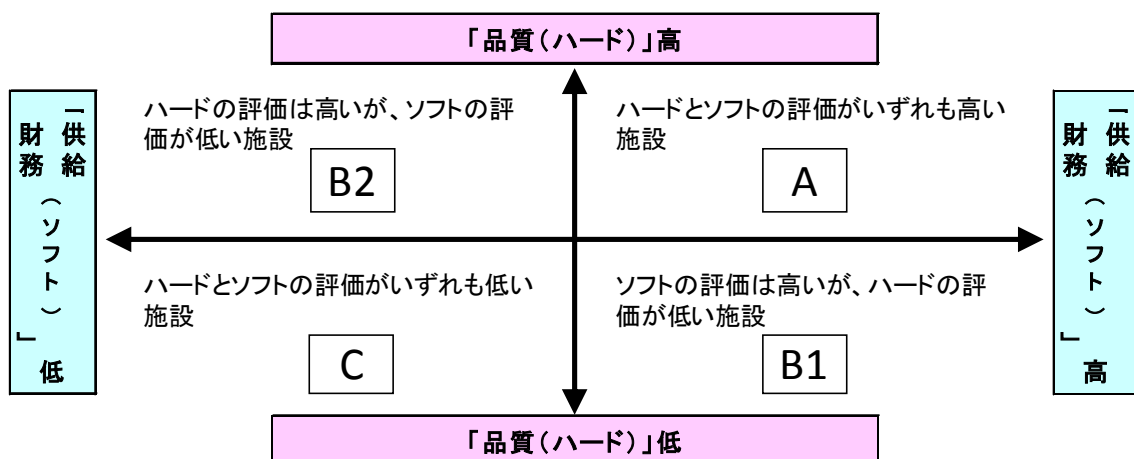 「品質（ハード）」高
「供給
財務（ソフト）」低
ハードの評価は高いが、ソフトの評
価が低い施設
B2
ハードとソフトの評価がいずれも高い
施設
A
「供給
財務（ソフト）」高
ハードとソフトの評価がいずれも低い
施設
C
ソフトの評価は高いが、ハードの評
価が低い施設
B1
「品質（ハード）」低